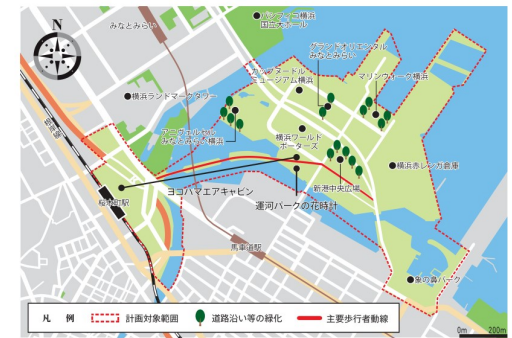 N
みなとみらい
パシフィコ横浜
国立大ホール
グランドオリエンタル
みなとみらい
カップヌードル
ミュージアム横浜
マリンウォーク横浜
横浜ランドマークタワー
アニヴェルセル
みなとみらい横浜
横浜ワールド
ポーターズ
横浜赤レンガ倉庫
根岸線
ヨコハマエアキャビン
新港中央広場
桜木町駅
運河パークの花時計
馬車道駅
象の鼻パーク
凡 例
計画対象範囲
道路沿い等の緑化
主要歩行者動線
0m 200m